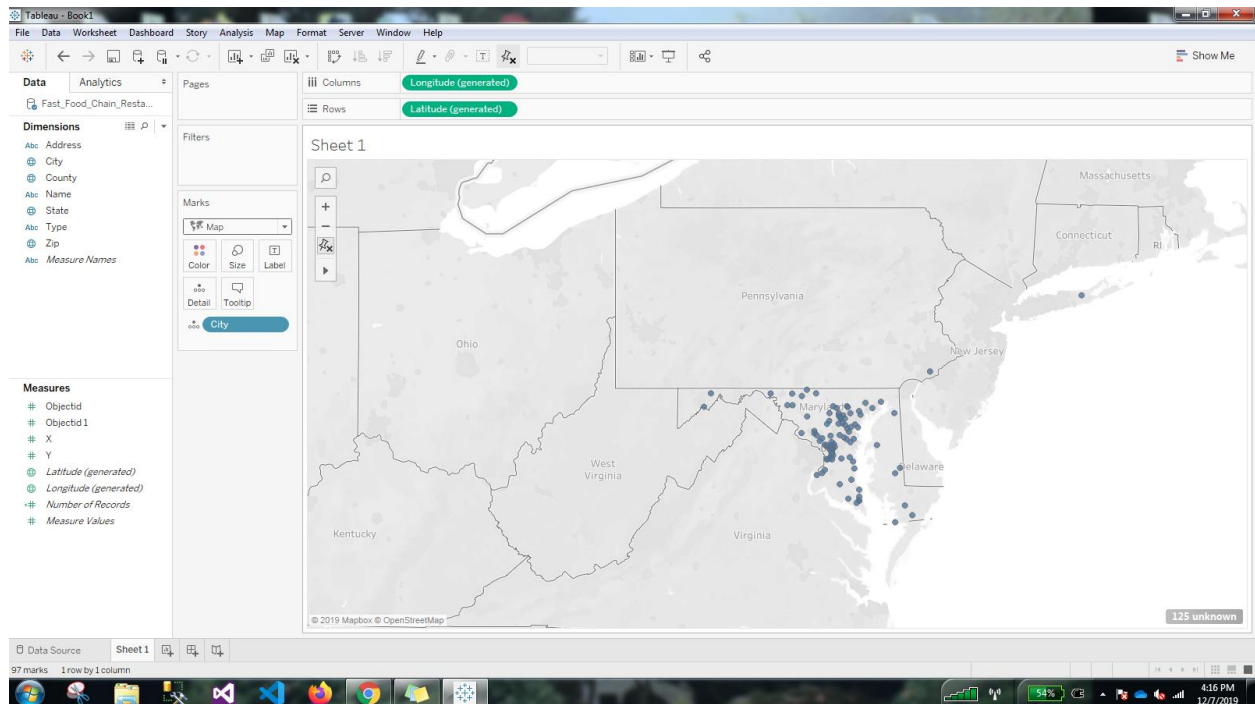 Tableau - Book1
File Data Worksheet Dashboard Story Analysis Map Format Server Window Help
Show Me
Data Analytics
Fast_Food_Chain_Resta...
Dimensions
Abc Address
City
County
Abc Name
State
Abc Type
Zip
Abc Measure Names
Measures
# Objectid
# Objectid 1
# X
# Y
Latitude (generated)
Longitude (generated)
=# Number of Records
# Measure Values
Pages
Filters
Marks
Map
Color Size Label
Detail Tooltip
City
Columns Longitude (generated)
Rows Latitude (generated)
Sheet 1
Massachusetts
Connecticut
RI
Pennsylvania
Ohio
New Jersey
West
Virginia
Delaware
Kentucky
Virginia
© 2019 Mapbox © OpenStreetMap
125 unknown
Data Source Sheet 1
97 marks 1 row by 1 column
54%
4:16 PM
12/7/2019